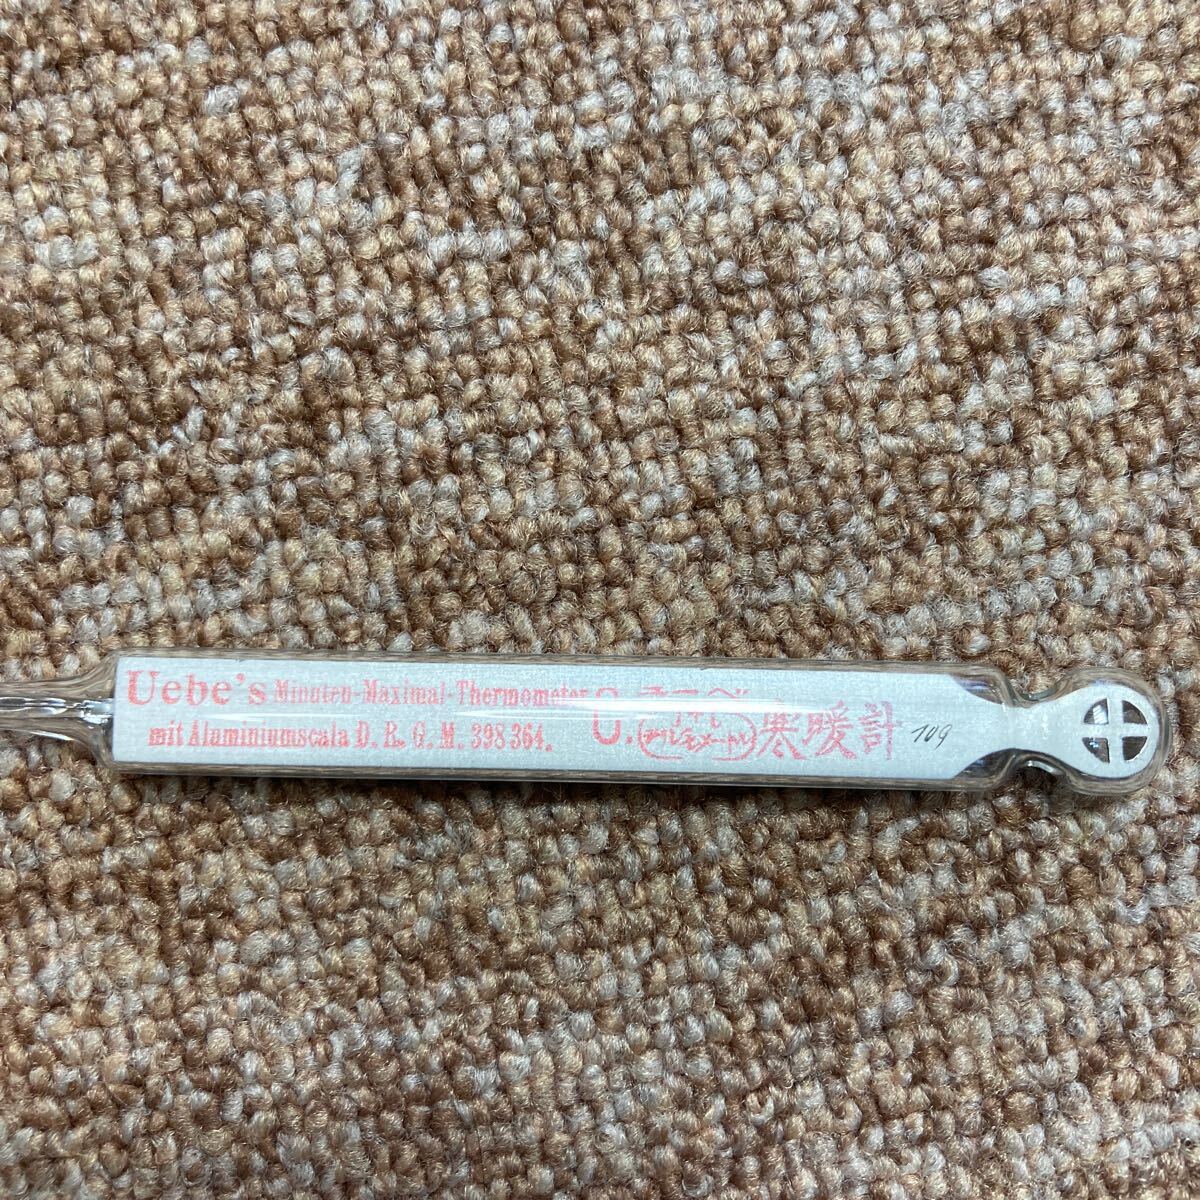 Uebe's Minuten-Maximal-Thermometer
mit Aluminiumscala D. R. G. M. 398 364.
U.
寒暖計
109